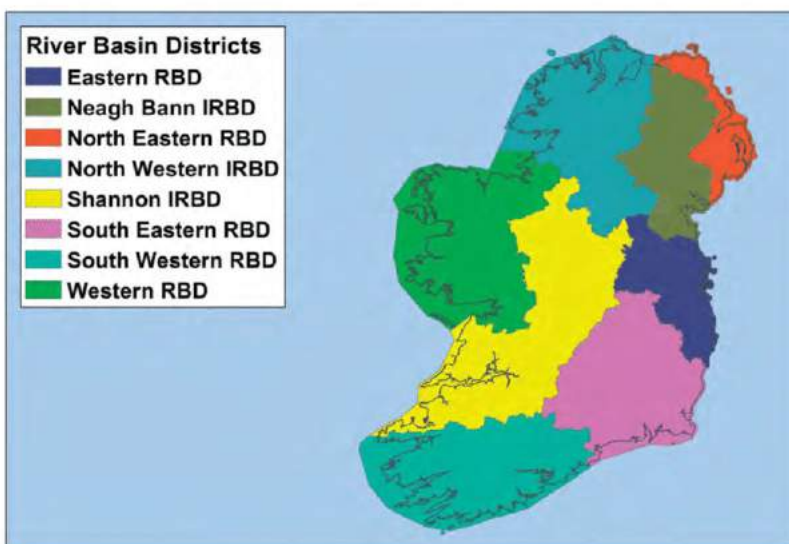 River Basin Districts
Eastern RBD
Neagh Bann IRBD
North Eastern RBD
North Western IRBD
Shannon IRBD
South Eastern RBD
South Western RBD
Western RBD